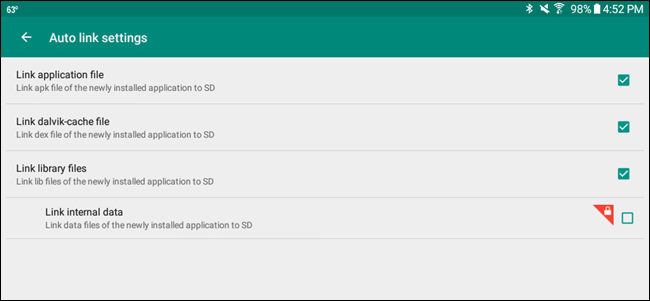 63° 98% 4:52 PM
Auto link settings
Link application file
Link apk file of the newly installed application to SD
Link dalvik-cache file
Link dex file of the newly installed application to SD
Link library files
Link lib files of the newly installed application to SD
Link internal data
Link data files of the newly installed application to SD